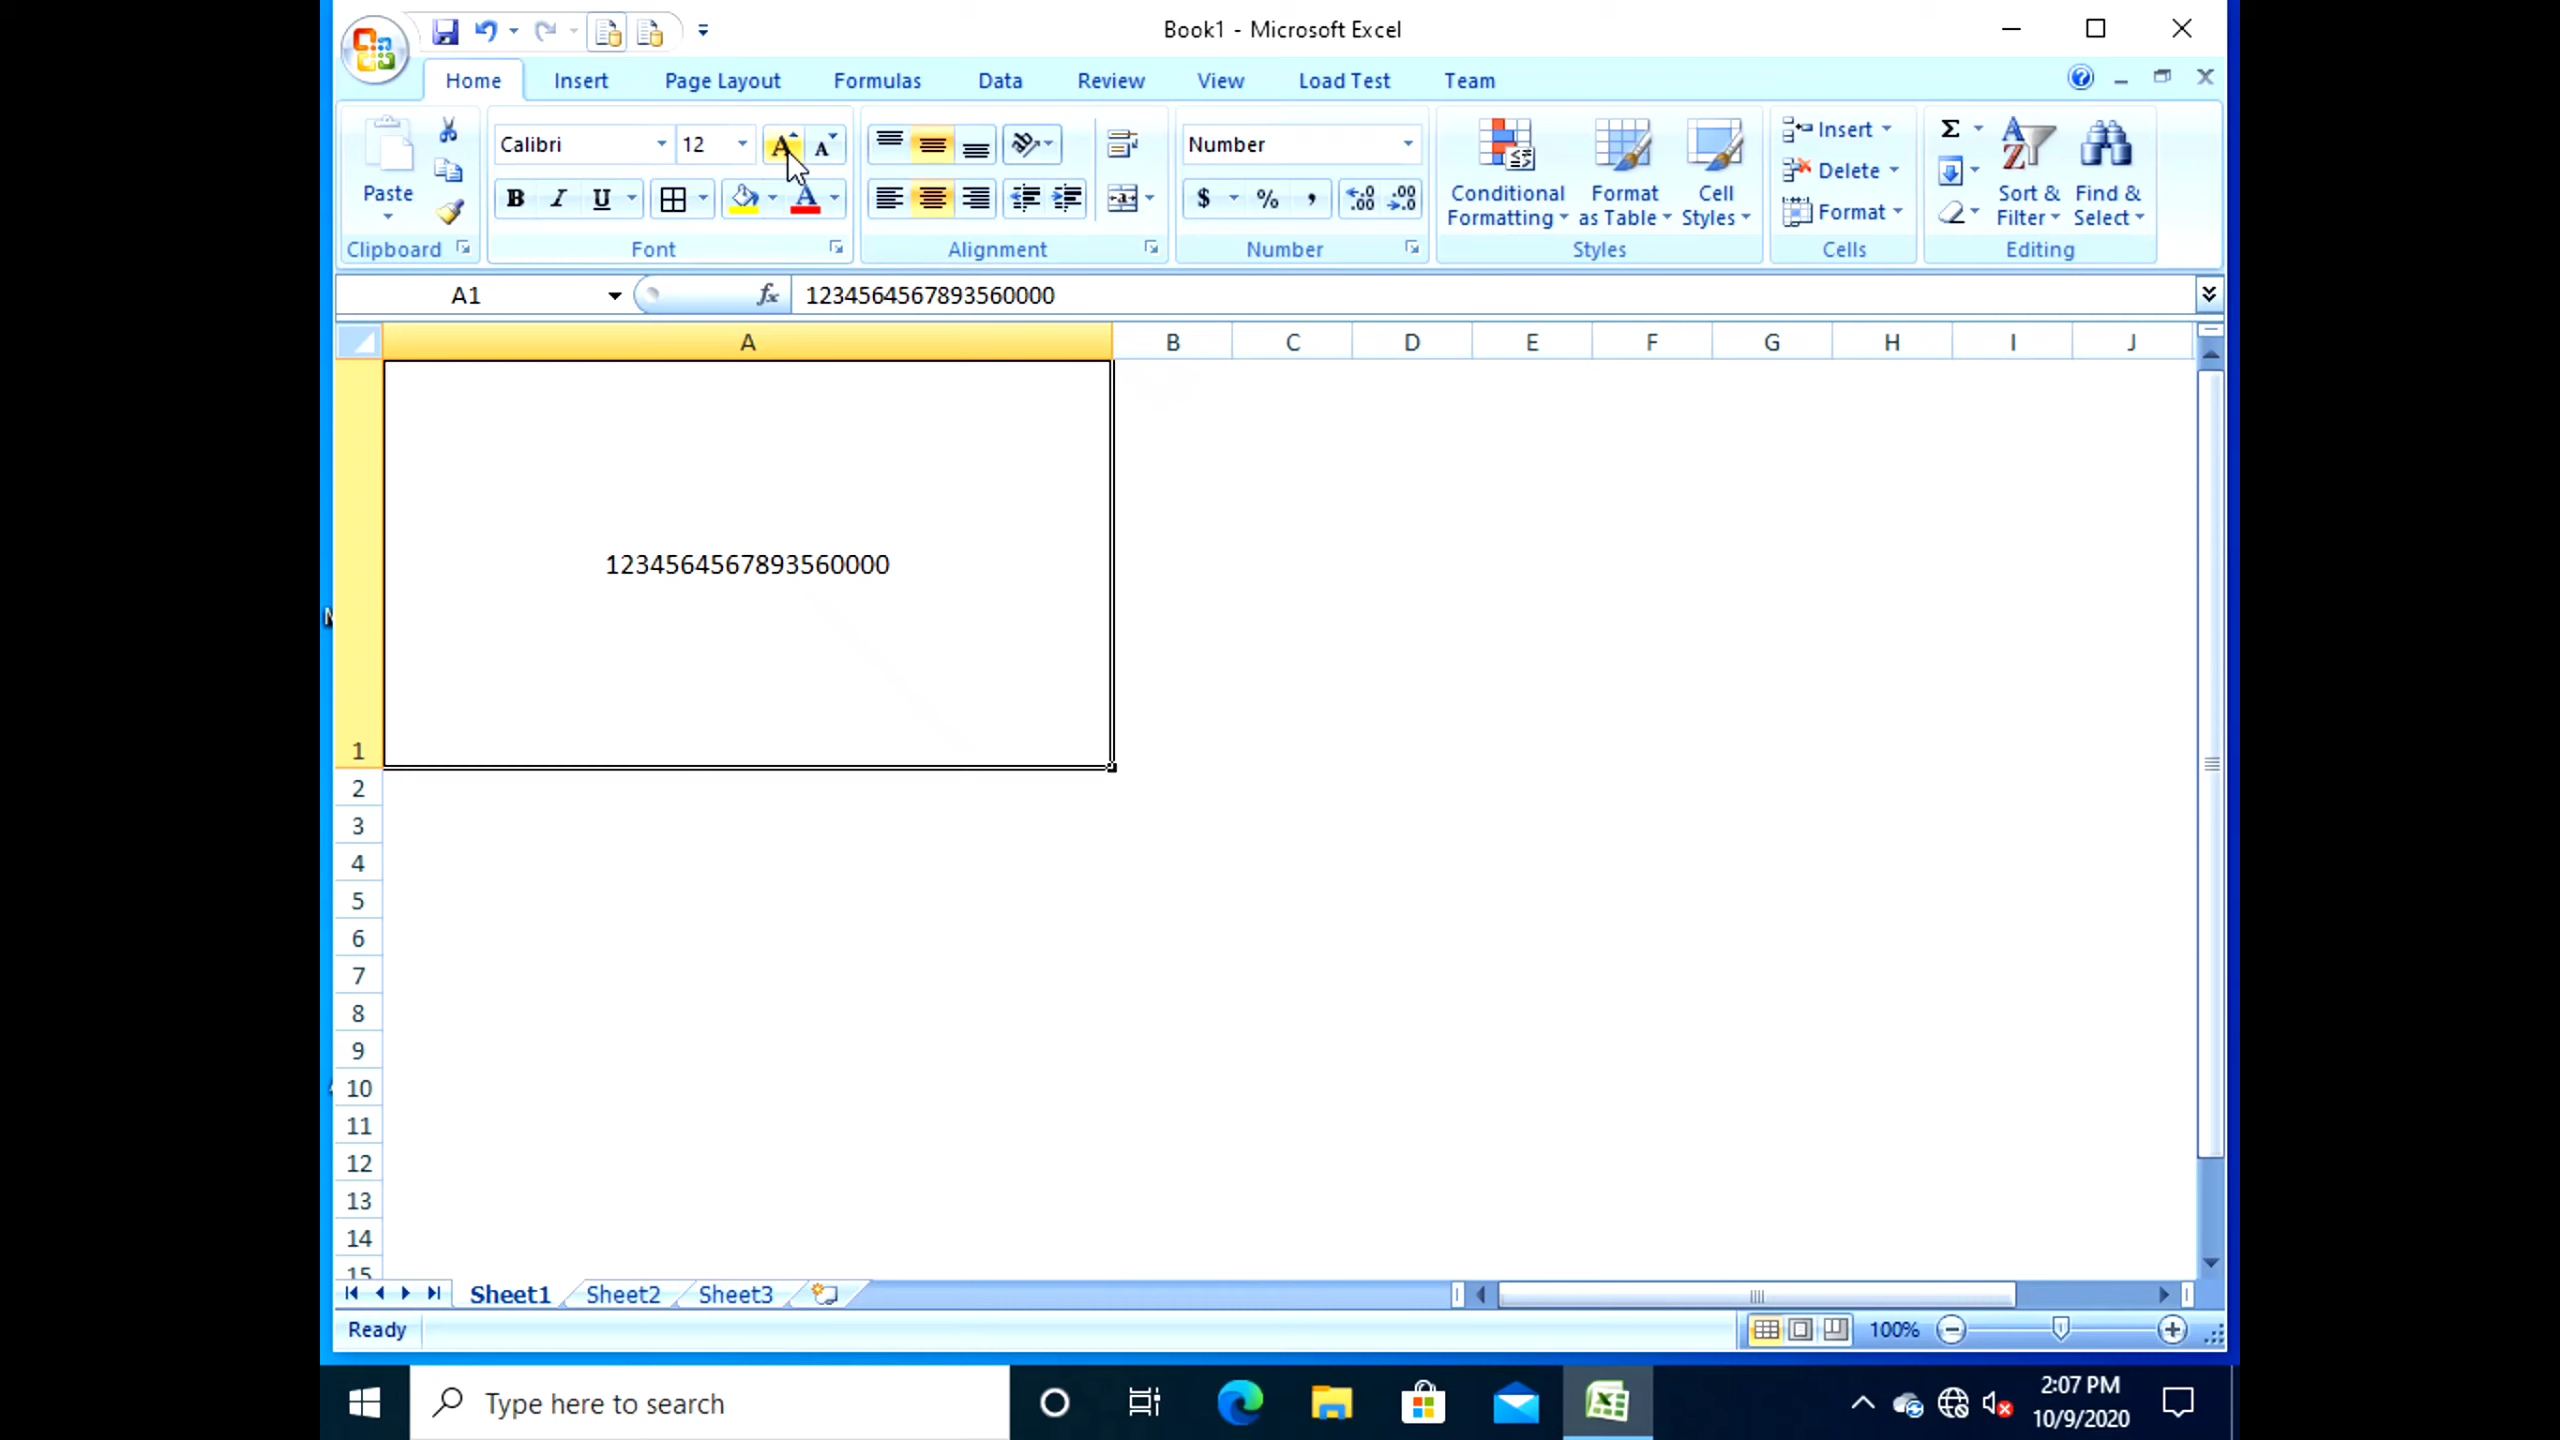 Book1 - Microsoft Excel
Home Insert Page Layout Formulas Data Review View Load Test Team
Paste
Clipboard
Calibri 12
B I U
Font
Alignment
Number
$ % ,
Number
Conditional Formatting
Format as Table
Cell Styles
Styles
Insert
Delete
Format
Cells
Σ
Sort & Filter
Find & Select
Editing
A1 fx 1234564567893560000
A B C D E F G H I J
1234564567893560000
1
2
3
4
5
6
7
8
9
10
11
12
13
14
15
Sheet1 Sheet2 Sheet3
Ready 100%
Type here to search
2:07 PM
10/9/2020